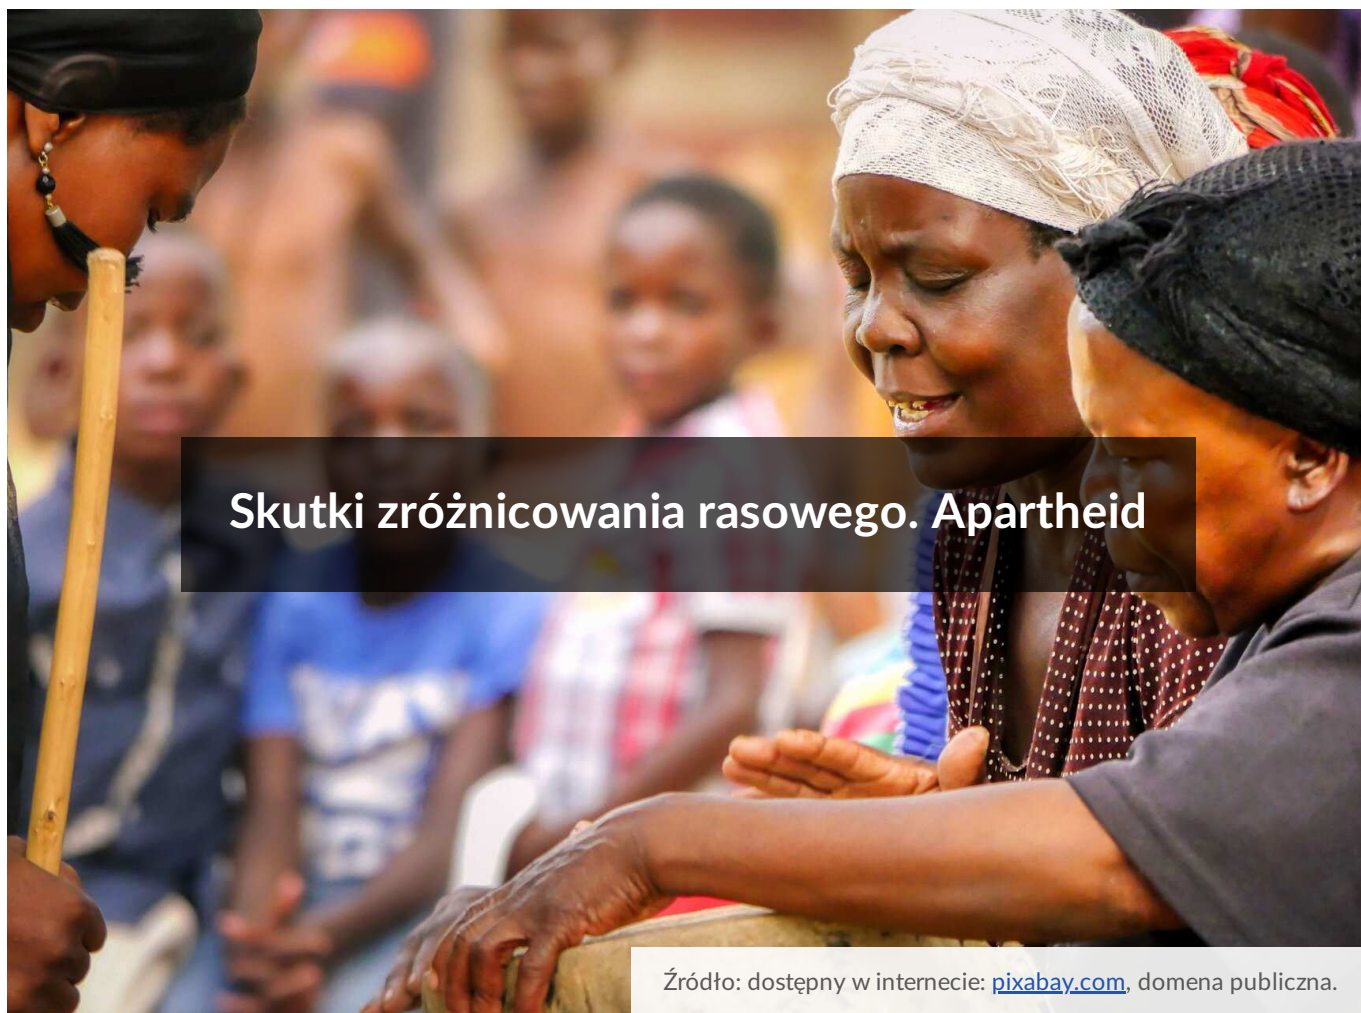 Skutki zróżnicowania rasowego. Apartheid
Źródło: dostępny w internecie: pixabay.com, domena publiczna.